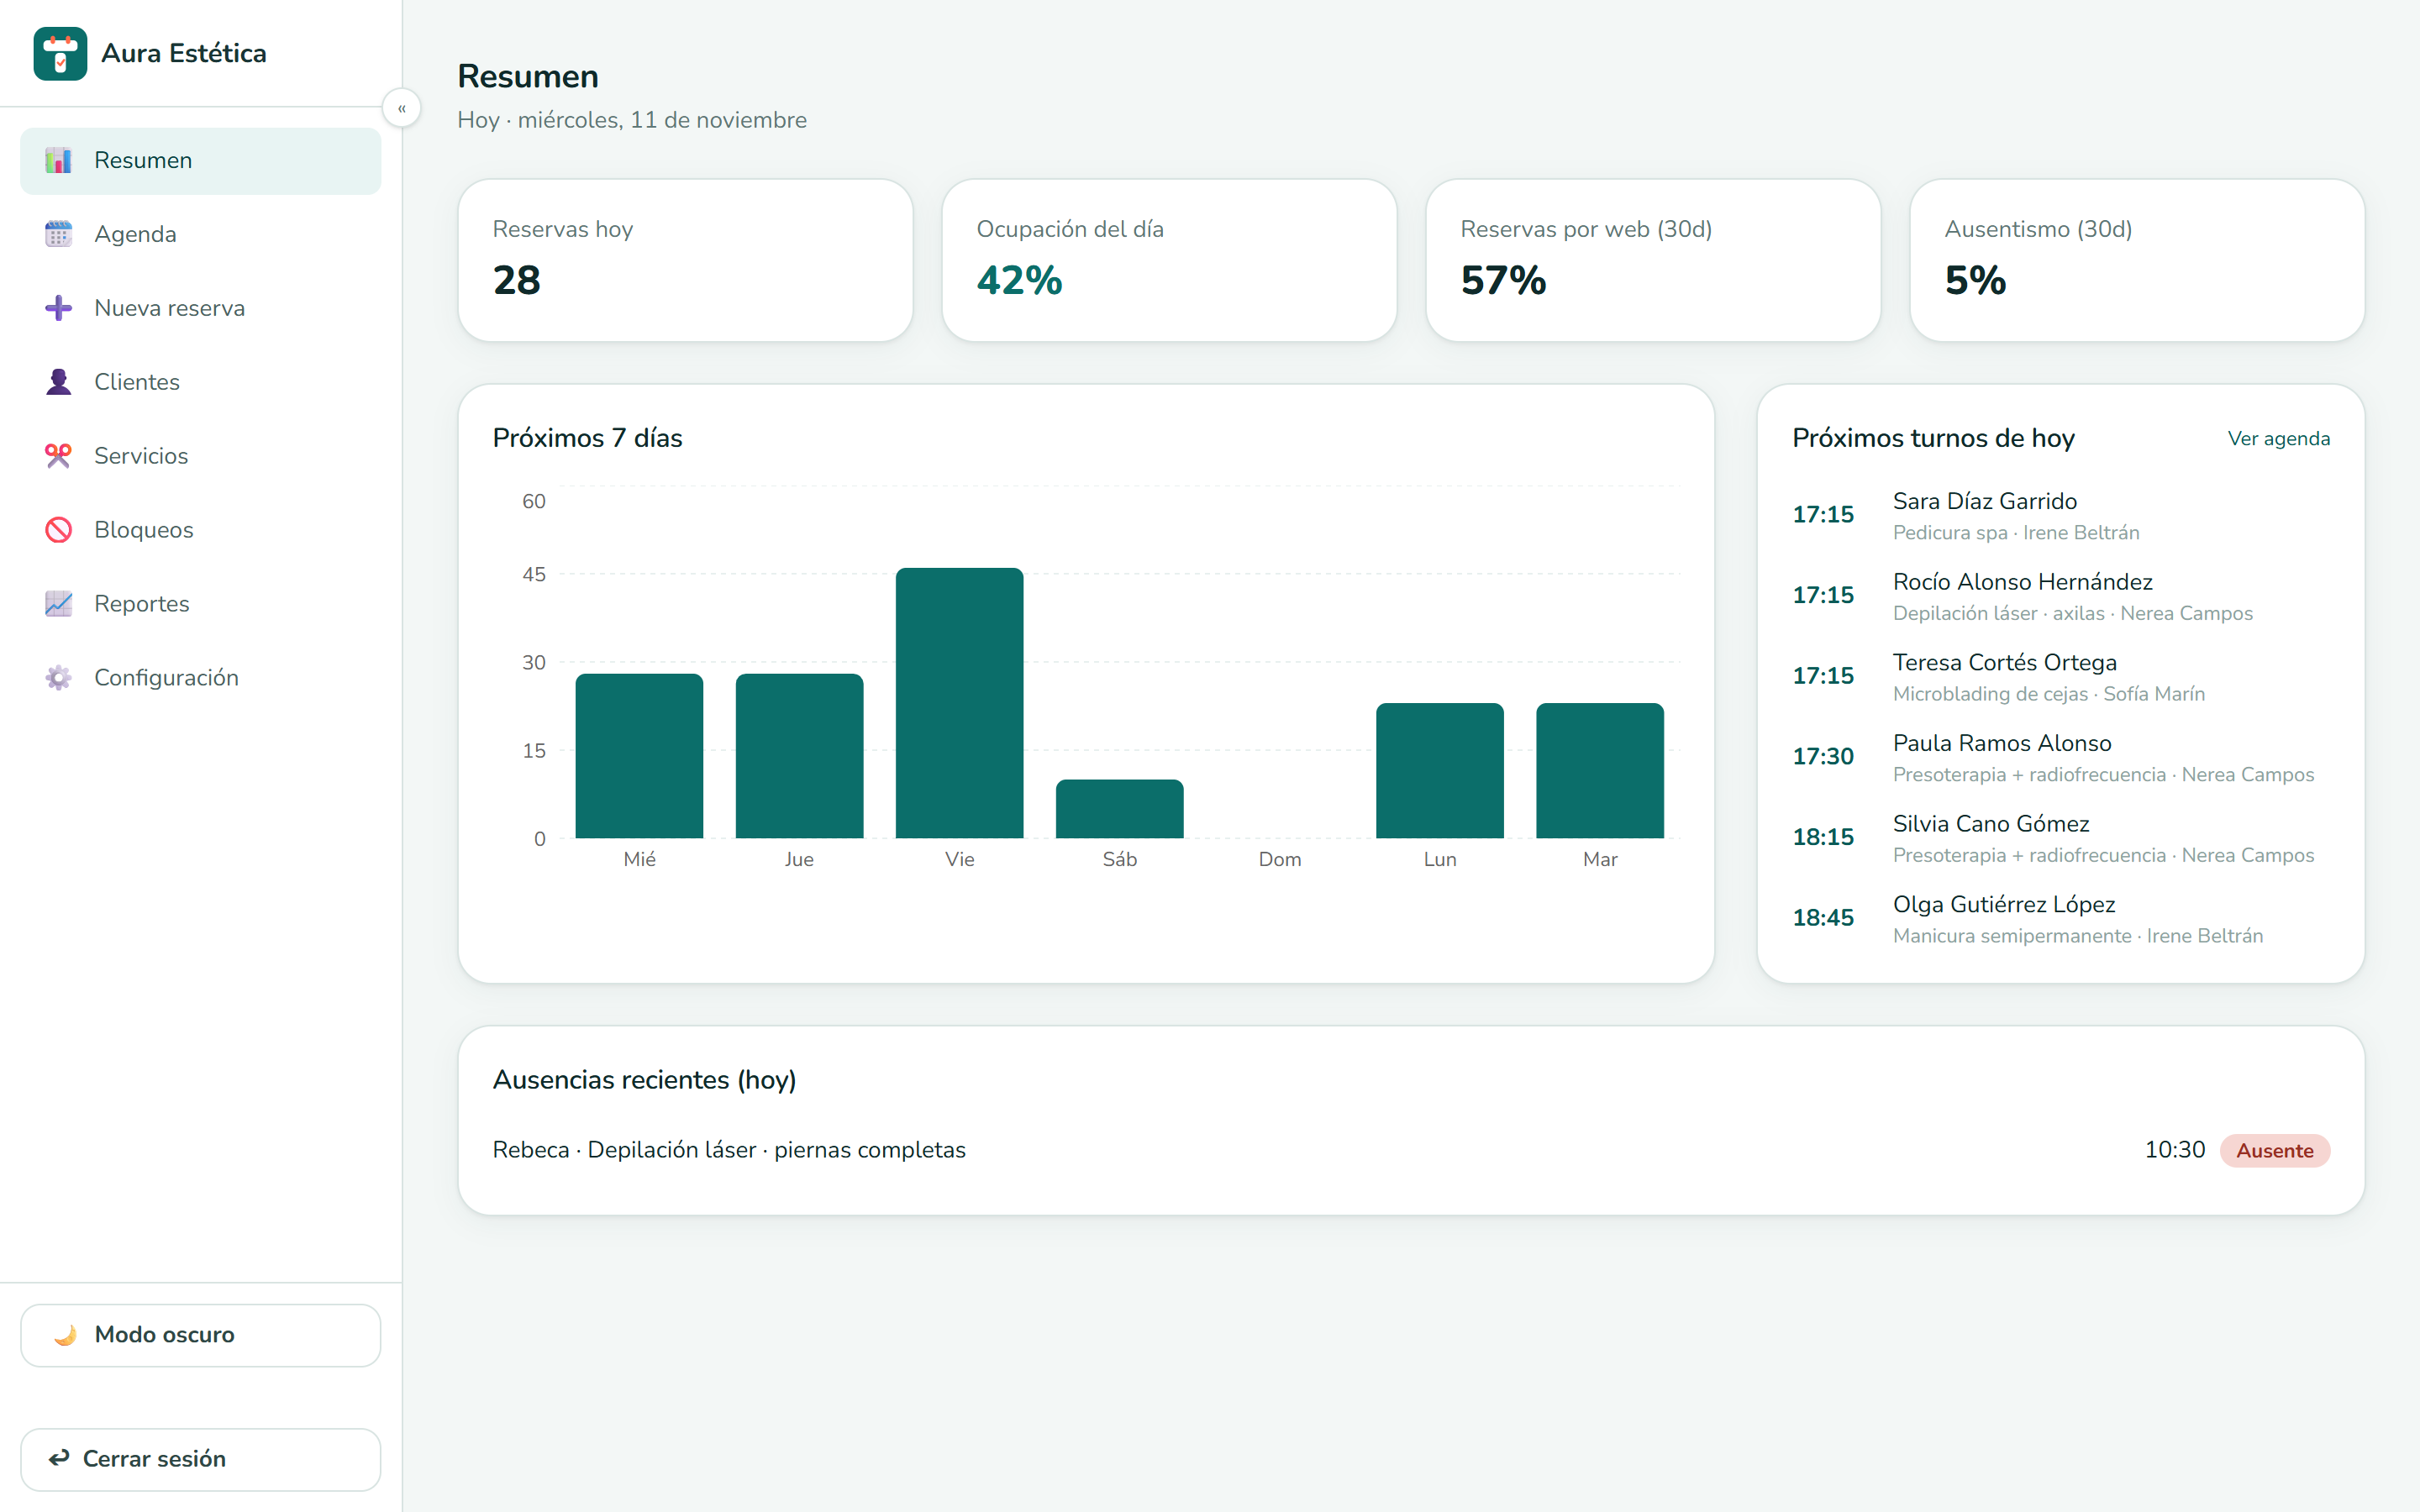 Aura Estética
«
Resumen
Agenda
Nueva reserva
Clientes
Servicios
Bloqueos
Reportes
Configuración
Modo oscuro
Cerrar sesión
Resumen
Hoy · miércoles, 11 de noviembre
Reservas hoy
28
Ocupación del día
42%
Reservas por web (30d)
57%
Ausentismo (30d)
5%
Próximos 7 días
60
45
30
15
0
Mié Jue Vie Sáb Dom Lun Mar
Próximos turnos de hoy
Ver agenda
17:15 Sara Díaz Garrido
Pedicura spa · Irene Beltrán
17:15 Rocío Alonso Hernández
Depilación láser · axilas · Nerea Campos
17:15 Teresa Cortés Ortega
Microblading de cejas · Sofía Marín
17:30 Paula Ramos Alonso
Presoterapia + radiofrecuencia · Nerea Campos
18:15 Silvia Cano Gómez
Presoterapia + radiofrecuencia · Nerea Campos
18:45 Olga Gutiérrez López
Manicura semipermanente · Irene Beltrán
Ausencias recientes (hoy)
Rebeca · Depilación láser · piernas completas 10:30 Ausente